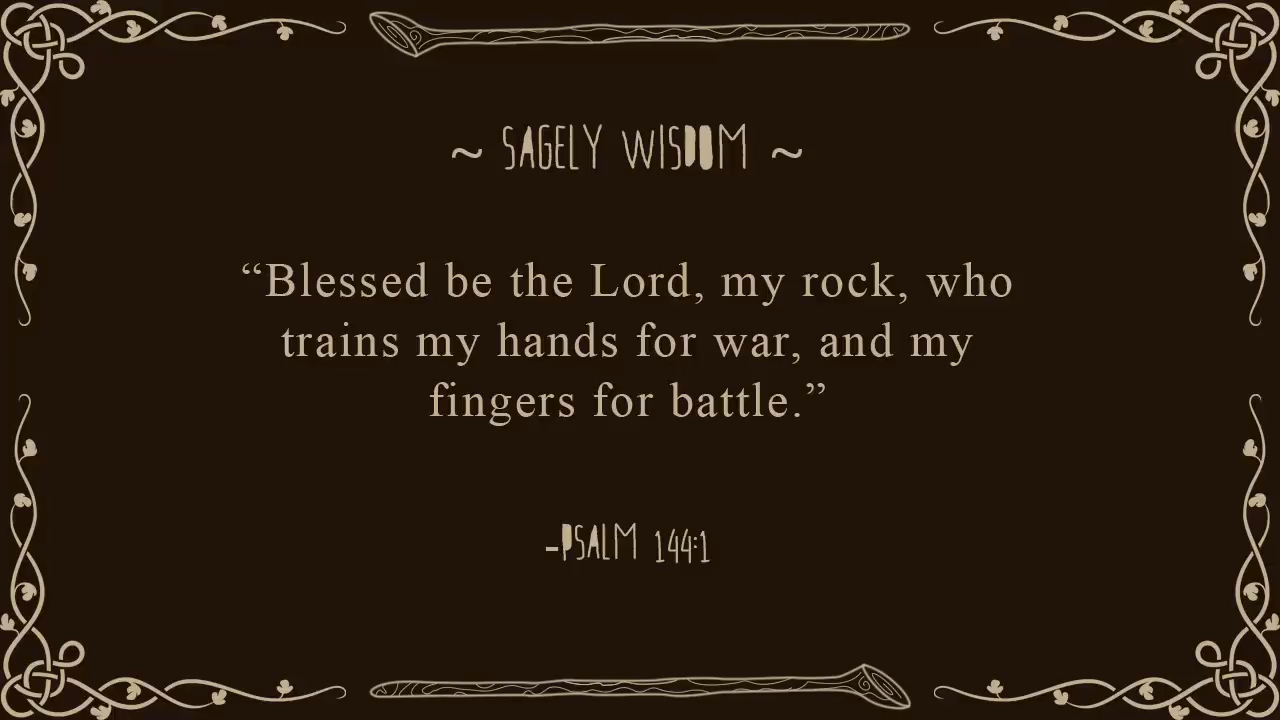 ~ SAGELY WISDOM ~
“Blessed be the Lord, my rock, who
trains my hands for war, and my
fingers for battle.”
-PSALM 144:1